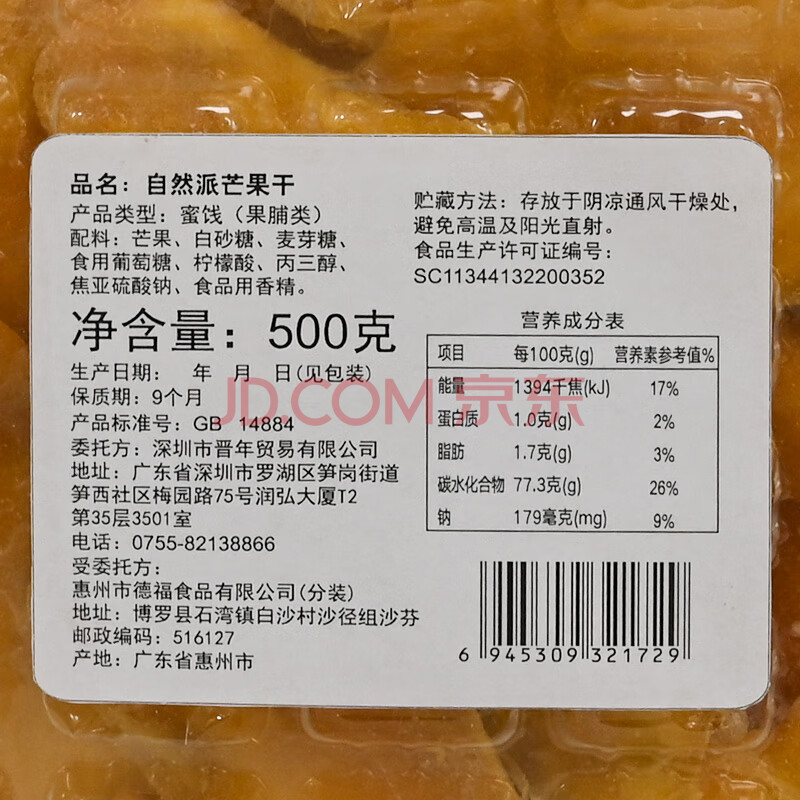 品名：自然派芒果干
产品类型：蜜饯（果脯类）
配料：芒果、白砂糖、麦芽糖、
食用葡萄糖、柠檬酸、丙三醇、
焦亚硫酸钠、食品用香精。
净含量：500克
生产日期： 年 月 日(见包装)
保质期：9个月
产品标准号：GB 14884
委托方：深圳市晋年贸易有限公司
地址：广东省深圳市罗湖区笋岗街道
笋西社区梅园路75号润弘大厦T2
第35层3501室
电话：0755-82138866
受委托方：
惠州市德福食品有限公司(分装)
地址：博罗县石湾镇白沙村沙径组沙芬
邮政编码：516127
产地：广东省惠州市
贮藏方法：存放于阴凉通风干燥处，
避免高温及阳光直射。
食品生产许可证编号：
SC11344132200352
营养成分表
项目 每100克(g) 营养素参考值%
能量 1394千焦(kJ) 17%
蛋白质 1.0克(g) 2%
脂肪 1.7克(g) 3%
碳水化合物 77.3克(g) 26%
钠 179毫克(mg) 9%
6 945309 321729
JD.COM 京东